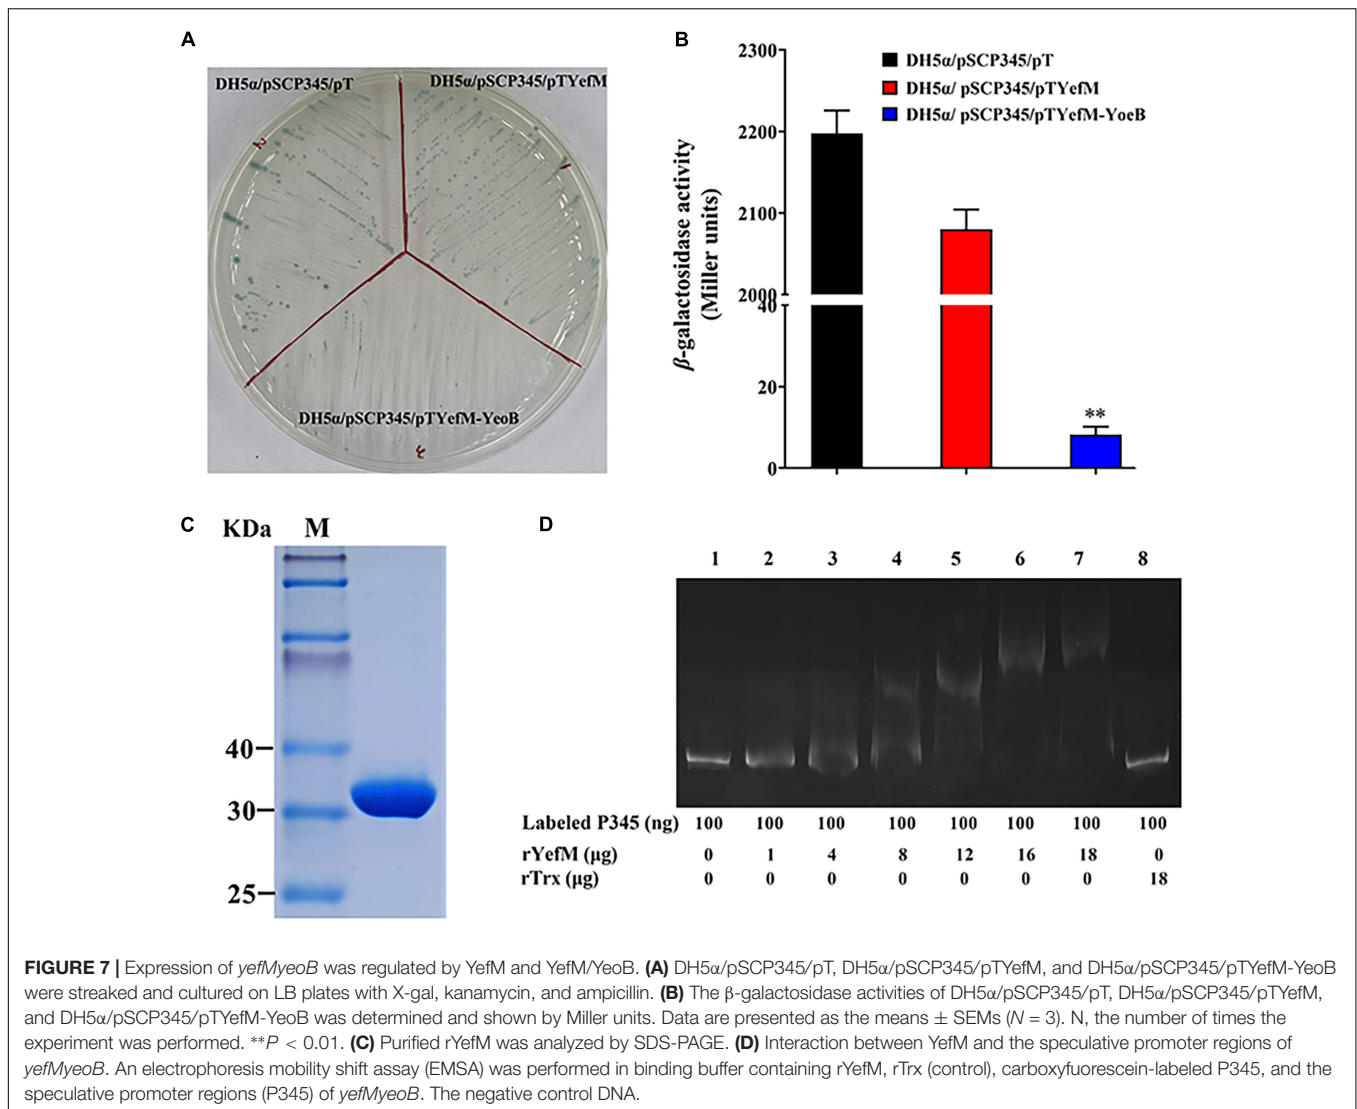 A
DH5α/pSCP345/pT
DH5α/pSCP345/pTYefM
DH5α/pSCP345/pTYefM-YoeB
2
1
3
B
2300
2200
2100
2000
40
20
0
β-galactosidase activity
(Miller units)
DH5α/pSCP345/pT
DH5α/ pSCP345/pTYefM
DH5α/ pSCP345/pTYefM-YoeB
**
C
KDa M
40
30
25
D
1 2 3 4 5 6 7 8
Labeled P345 (ng) 100 100 100 100 100 100 100 100
rYefM (μg) 0 1 4 8 12 16 18 0
rTrx (μg) 0 0 0 0 0 0 0 18
FIGURE 7 | Expression of yefMyeoB was regulated by YefM and YefM/YeoB. (A) DH5α/pSCP345/pT, DH5α/pSCP345/pTYefM, and DH5α/pSCP345/pTYefM-YeoB
were streaked and cultured on LB plates with X-gal, kanamycin, and ampicillin. (B) The β-galactosidase activities of DH5α/pSCP345/pT, DH5α/pSCP345/pTYefM,
and DH5α/pSCP345/pTYefM-YeoB was determined and shown by Miller units. Data are presented as the means ± SEMs (N = 3). N, the number of times the
experiment was performed. **P < 0.01. (C) Purified rYefM was analyzed by SDS-PAGE. (D) Interaction between YefM and the speculative promoter regions of
yefMyeoB. An electrophoresis mobility shift assay (EMSA) was performed in binding buffer containing rYefM, rTrx (control), carboxyfuorescein-labeled P345, and the
speculative promoter regions (P345) of yefMyeoB. The negative control DNA.